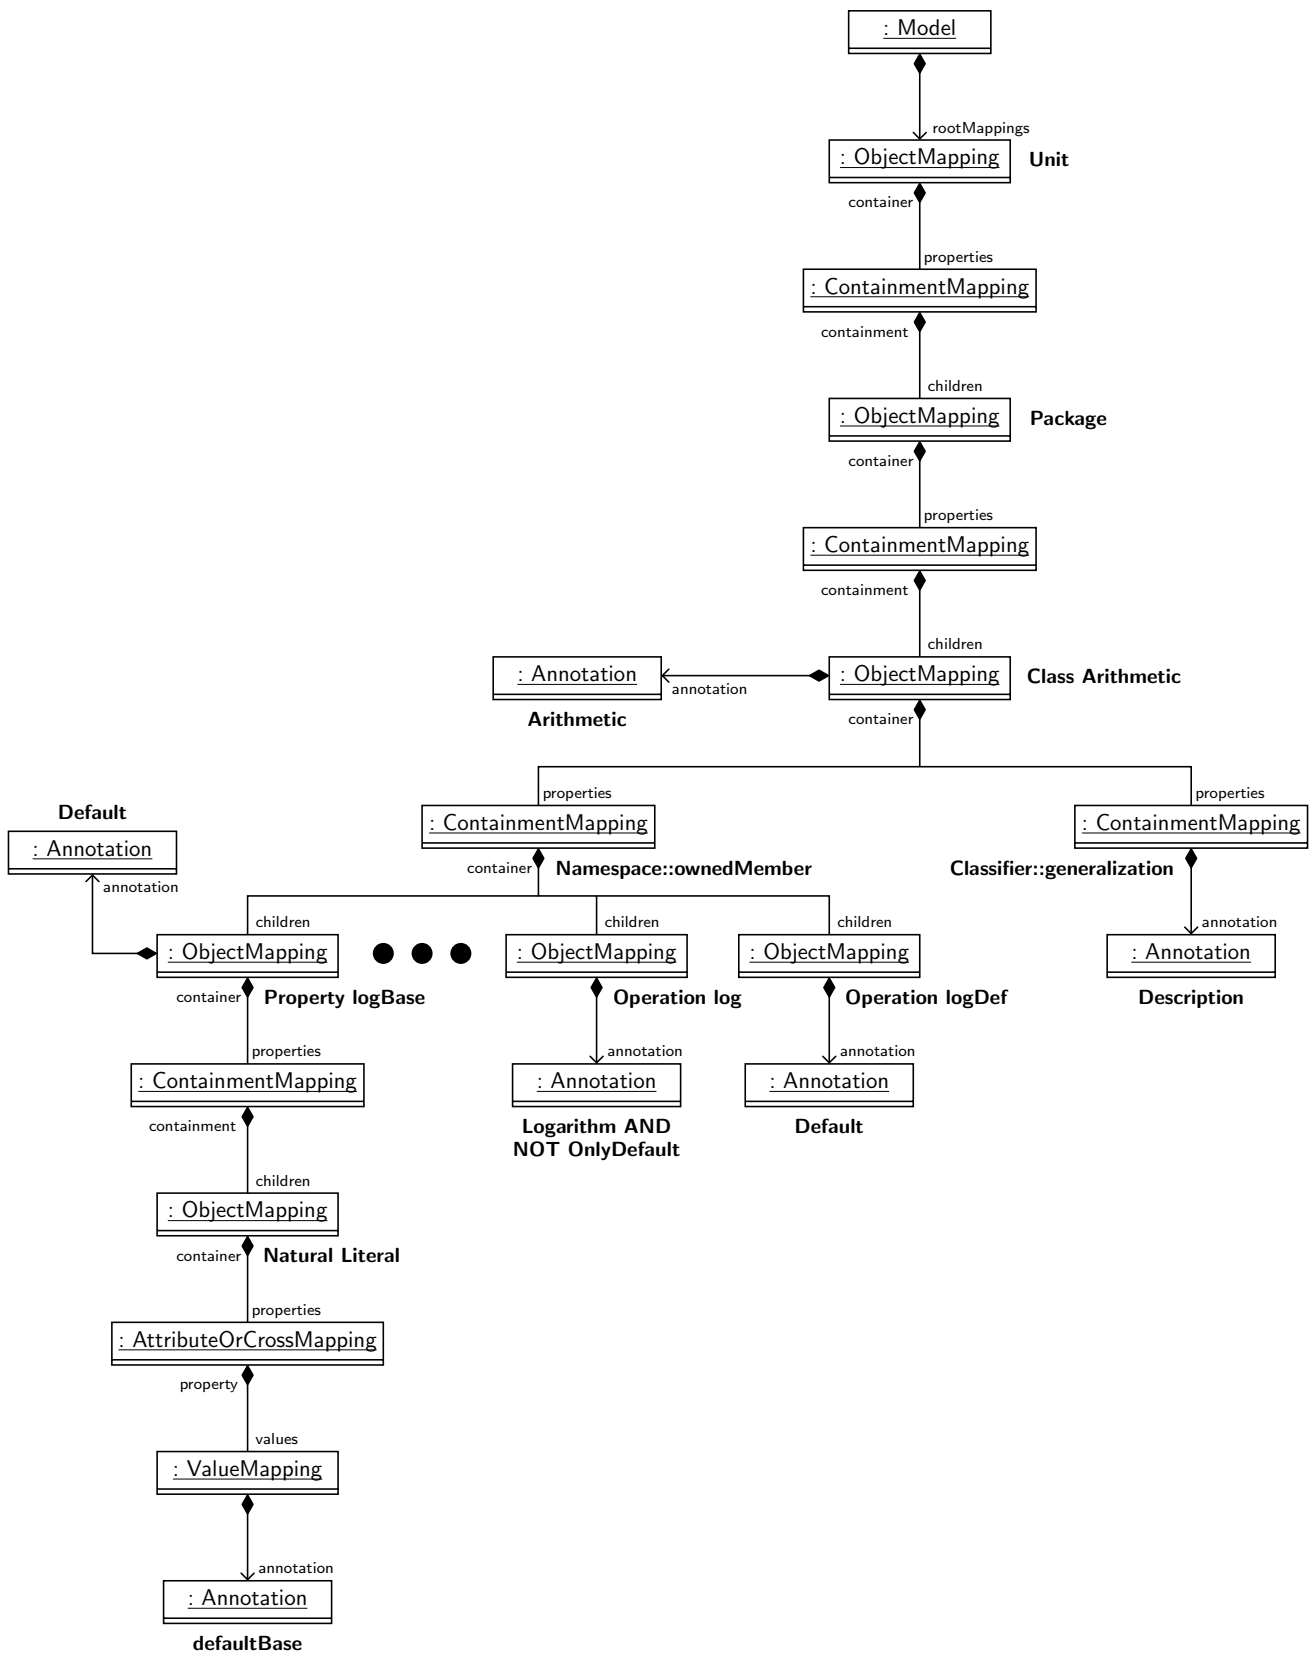 : Model
rootMappings
: ObjectMapping
Unit
container
properties
: ContainmentMapping
containment
children
: ObjectMapping
Package
container
properties
: ContainmentMapping
containment
children
: Annotation
annotation
: ObjectMapping
Class Arithmetic
Arithmetic
container
properties
properties
Default
: ContainmentMapping
: ContainmentMapping
: Annotation
container
Namespace::ownedMember
Classifier::generalization
annotation
children
children
children
annotation
: ObjectMapping
: ObjectMapping
: ObjectMapping
: Annotation
container
Property logBase
Operation log
Operation logDef
Description
properties
annotation
annotation
: ContainmentMapping
: Annotation
: Annotation
containment
Logarithm AND
NOT OnlyDefault
Default
children
: ObjectMapping
container
Natural Literal
properties
: AttributeOrCrossMapping
property
values
: ValueMapping
annotation
: Annotation
defaultBase